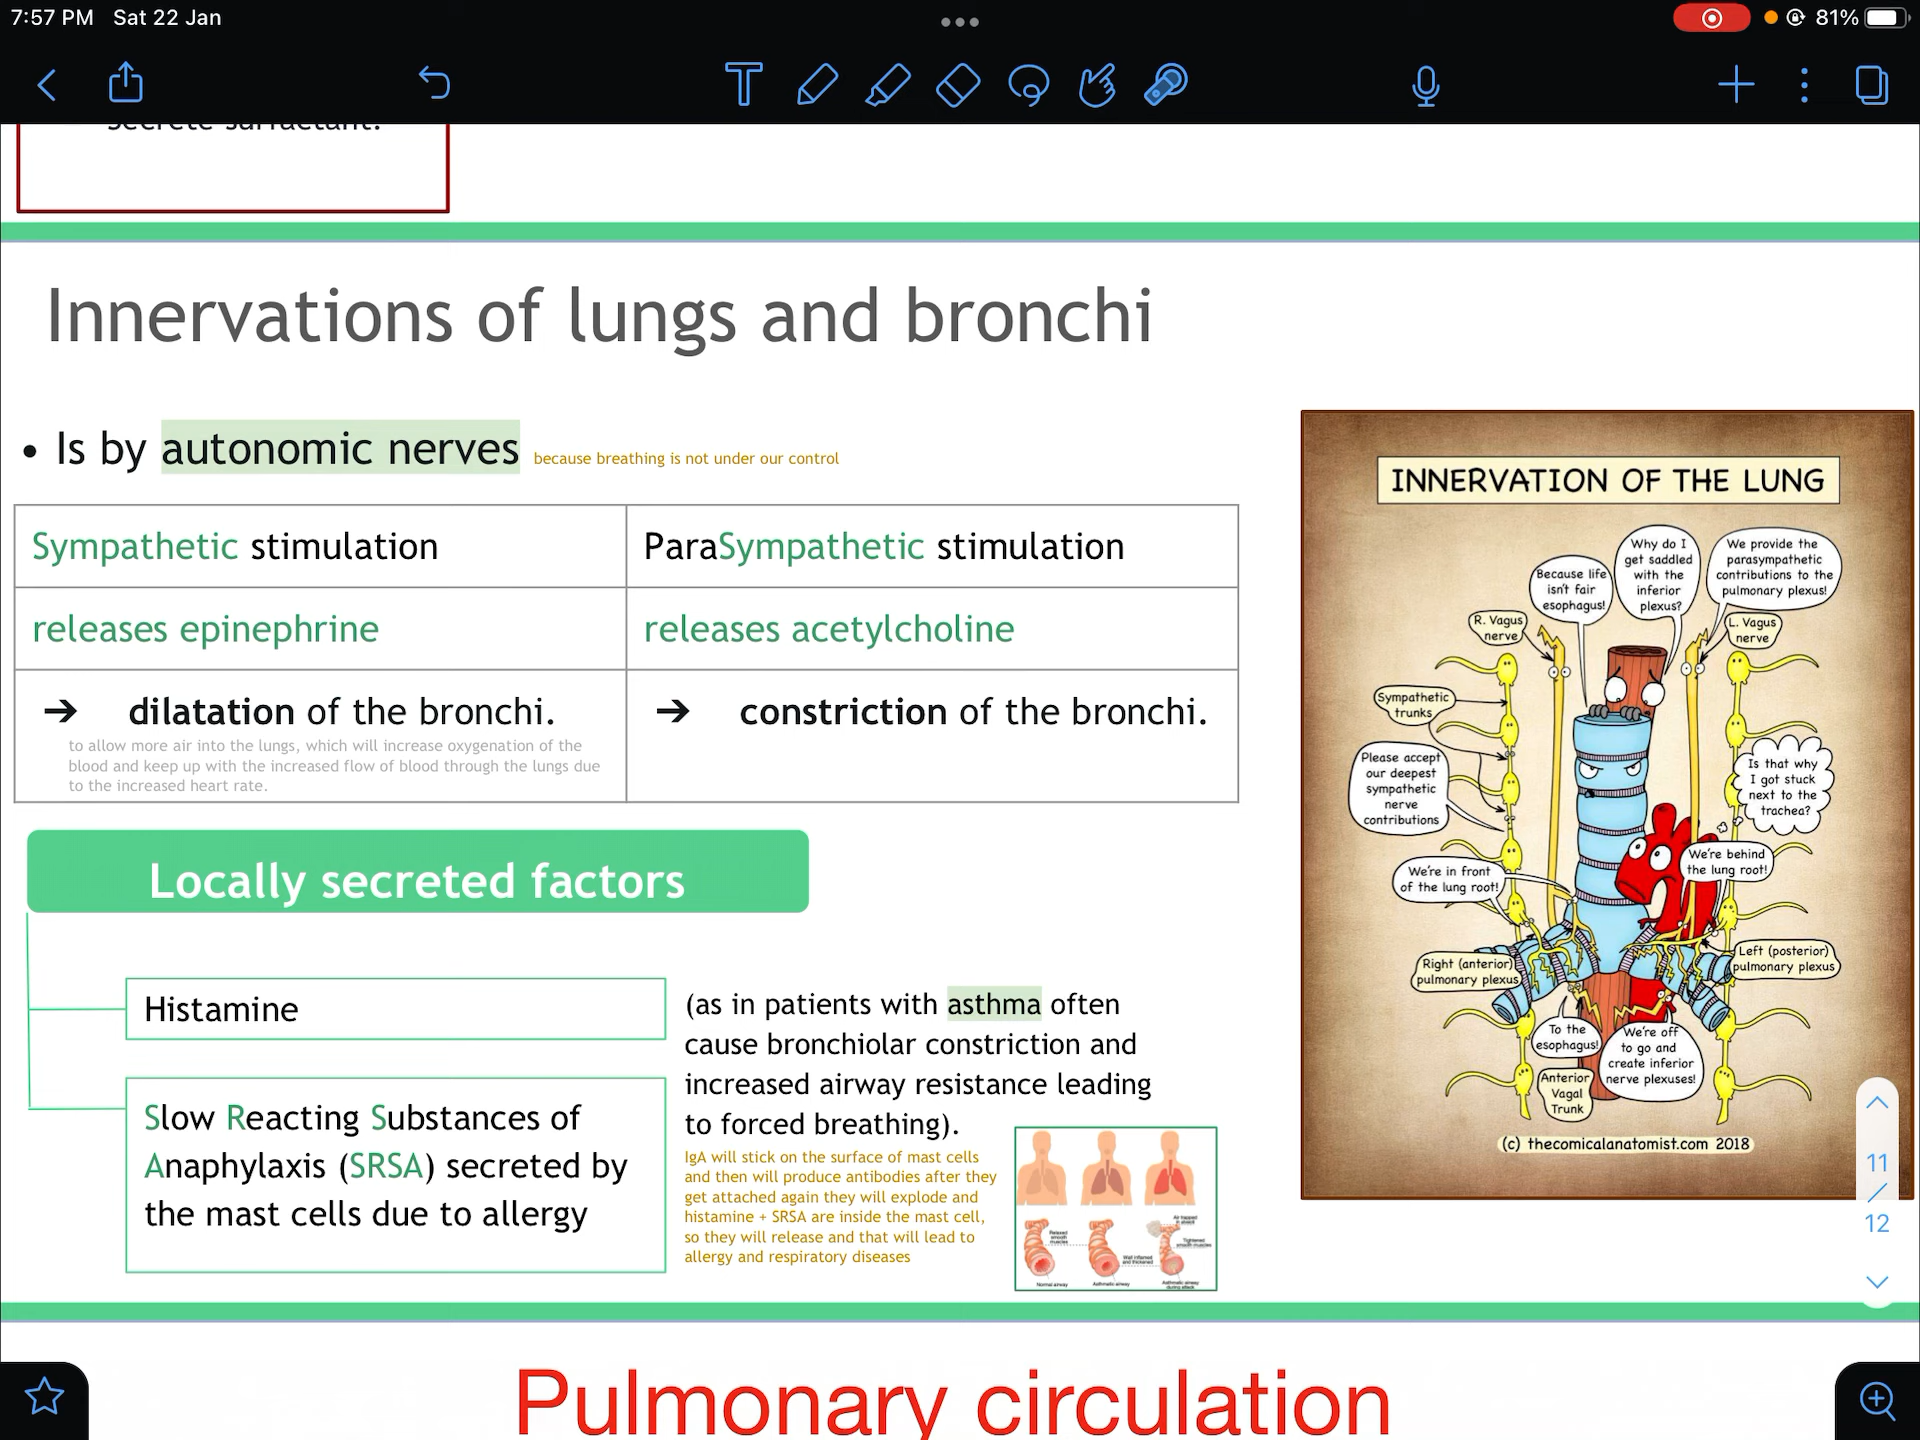 7:57 PM Sat 22 Jan
81%
Innervations of lungs and bronchi
• Is by autonomic nerves because breathing is not under our control
Sympathetic stimulation
ParaSympathetic stimulation
releases epinephrine
releases acetylcholine
➔ dilatation of the bronchi.
to allow more air into the lungs, which will increase oxygenation of the
blood and keep up with the increased flow of blood through the lungs due
to the increased heart rate.
➔ constriction of the bronchi.
Locally secreted factors
Histamine
Slow Reacting Substances of
Anaphylaxis (SRSA) secreted by
the mast cells due to allergy
(as in patients with asthma often
cause bronchiolar constriction and
increased airway resistance leading
to forced breathing).
IgA will stick on the surface of mast cells
and then will produce antibodies after they
get attached again they will explode and
histamine + SRSA are inside the mast cell,
so they will release and that will lead to
allergy and respiratory diseases
Normal airway
Asthmatic airway
INNERVATION OF THE LUNG
Because life
isn't fair
esophagus!
Why do I
get saddled
with the
inferior
plexus?
We provide the
parasympathetic
contributions to the
pulmonary plexus!
R. Vagus
nerve
L. Vagus
nerve
Sympathetic
trunks
Please accept
our deepest
sympathetic
nerve
contributions
Is that why
I got stuck
next to the
trachea?
We're in front
of the lung root!
We're behind
the lung root!
Right (anterior)
pulmonary plexus
Left (posterior)
pulmonary plexus
To the
esophagus!
We're off
to go and
create inferior
nerve plexuses!
Anterior
Vagal
Trunk
(c) thecomicalanatomist.com 2018
11
/
12
Pulmonary circulation